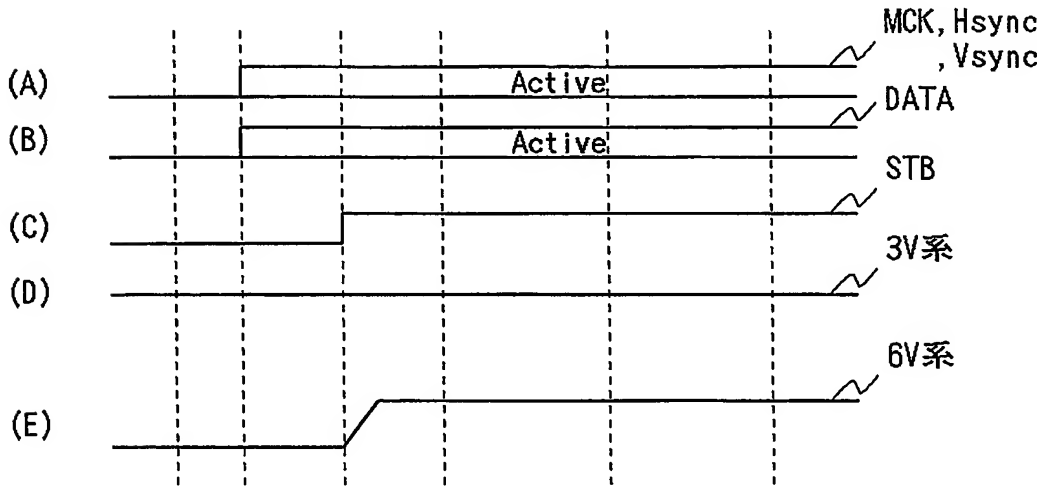 MCK, Hsync
, Vsync
(A)
Active
DATA
(B)
Active
STB
(C)
3V系
(D)
6V系
(E)